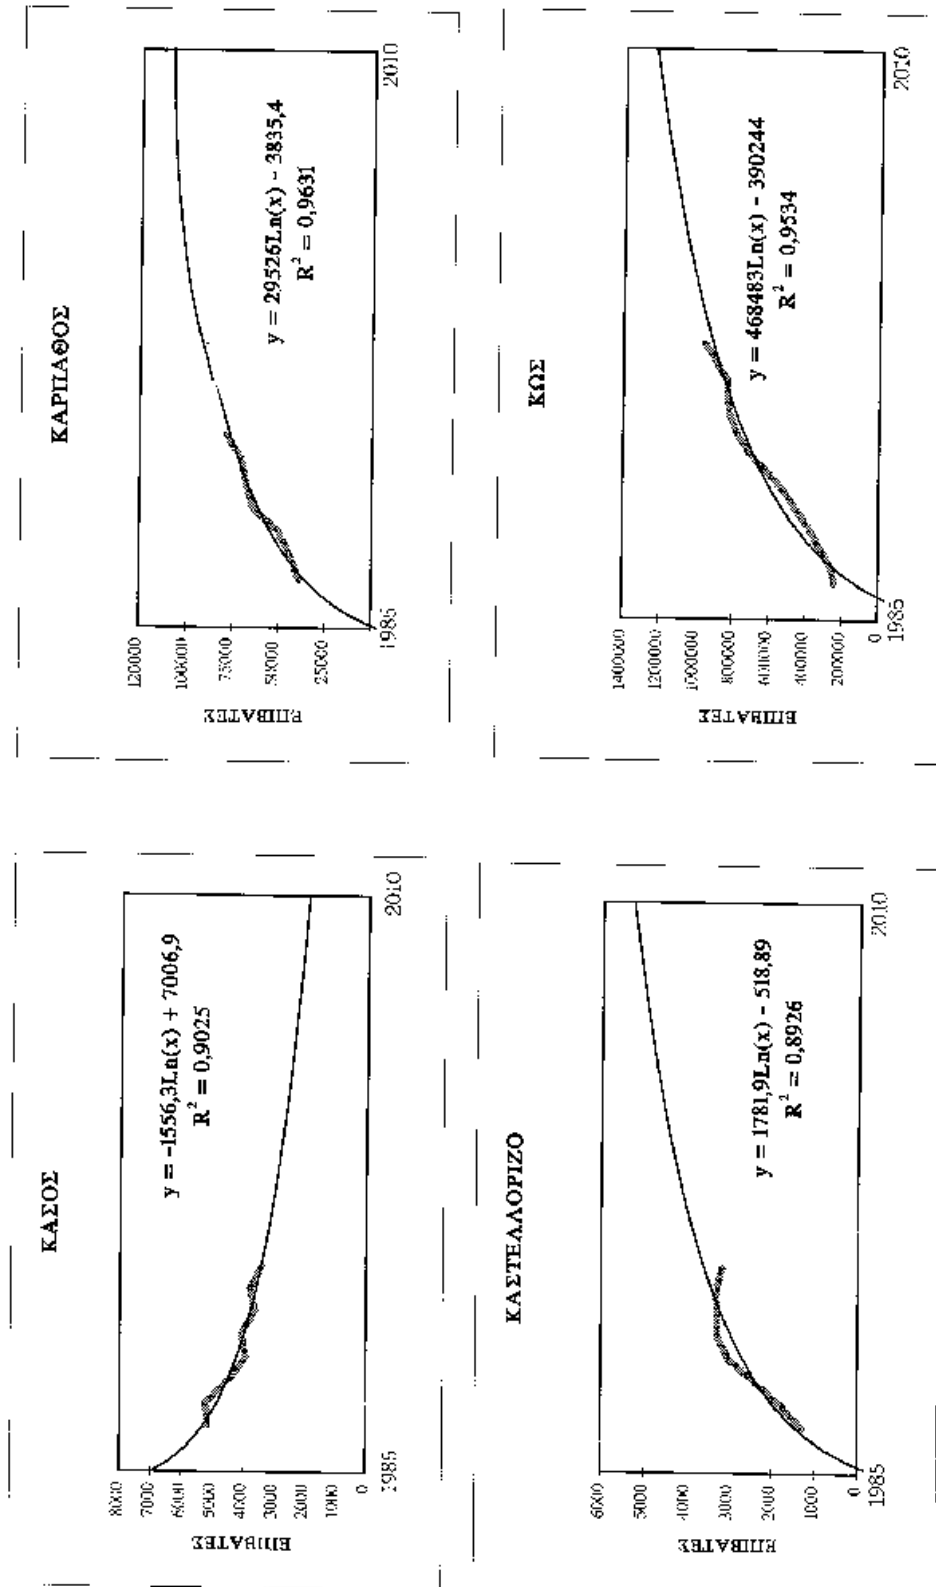 ΚΑΣΟΣ
ΕΠΙΒΑΤΕΣ
8000
7000
6000
5000
4000
3000
2000
1000
0
y = -1556,3Ln(x) + 7006,9
R² = 0,9025
1985
2010
ΚΑΡΠΑΘΟΣ
ΕΠΙΒΑΤΕΣ
120000
100000
75000
50000
25000
y = 29526Ln(x) - 3835,4
R² = 0,9631
1985
2010
ΚΑΣΤΕΛΛΟΡΙΖΟ
ΕΠΙΒΑΤΕΣ
6000
5000
4000
3000
2000
1000
0
y = 1781,9Ln(x) - 518,89
R² = 0,8926
1985
2010
ΚΩΣ
ΕΠΙΒΑΤΕΣ
1400000
1200000
1000000
800000
600000
400000
200000
0
y = 468483Ln(x) - 390244
R² = 0,9534
1985
2010